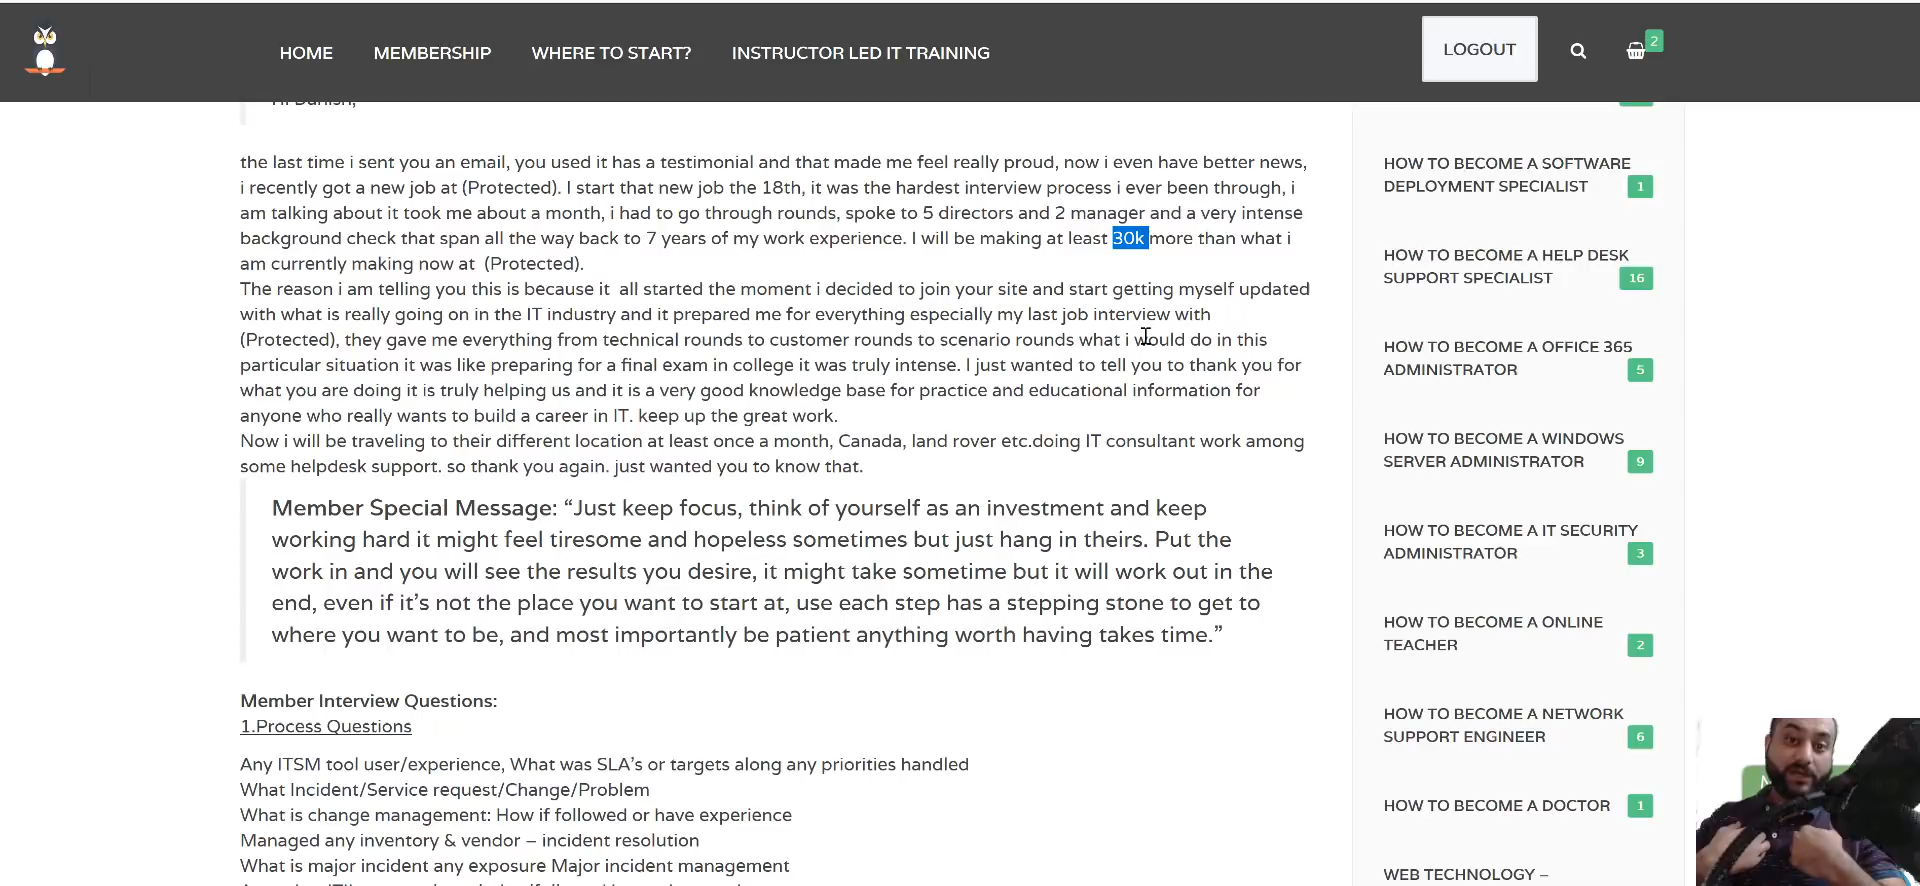 HOME
MEMBERSHIP
WHERE TO START?
INSTRUCTOR LED IT TRAINING
LOGOUT
2
Hi Danish,
the last time i sent you an email, you used it has a testimonial and that made me feel really proud, now i even have better news,
i recently got a new job at (Protected). I start that new job the 18th, it was the hardest interview process i ever been through, i
am talking about it took me about a month, i had to go through rounds, spoke to 5 directors and 2 manager and a very intense
background check that span all the way back to 7 years of my work experience. I will be making at least 30k more than what i
am currently making now at (Protected).
The reason i am telling you this is because it all started the moment i decided to join your site and start getting myself updated
with what is really going on in the IT industry and it prepared me for everything especially my last job interview with
(Protected), they gave me everything from technical rounds to customer rounds to scenario rounds what i would do in this
particular situation it was like preparing for a final exam in college it was truly intense. I just wanted to tell you to thank you for
what you are doing it is truly helping us and it is a very good knowledge base for practice and educational information for
anyone who really wants to build a career in IT. keep up the great work.
Now i will be traveling to their different location at least once a month, Canada, land rover etc.doing IT consultant work among
some helpdesk support. so thank you again. just wanted you to know that.
Member Special Message: “Just keep focus, think of yourself as an investment and keep
working hard it might feel tiresome and hopeless sometimes but just hang in theirs. Put the
work in and you will see the results you desire, it might take sometime but it will work out in the
end, even if it’s not the place you want to start at, use each step has a stepping stone to get to
where you want to be, and most importantly be patient anything worth having takes time.”
Member Interview Questions:
1.Process Questions
Any ITSM tool user/experience, What was SLA’s or targets along any priorities handled
What Incident/Service request/Change/Problem
What is change management: How if followed or have experience
Managed any inventory & vendor – incident resolution
What is major incident any exposure Major incident management
HOW TO BECOME A SOFTWARE
DEPLOYMENT SPECIALIST
1
HOW TO BECOME A HELP DESK
SUPPORT SPECIALIST
16
HOW TO BECOME A OFFICE 365
ADMINISTRATOR
5
HOW TO BECOME A WINDOWS
SERVER ADMINISTRATOR
9
HOW TO BECOME A IT SECURITY
ADMINISTRATOR
3
HOW TO BECOME A ONLINE
TEACHER
2
HOW TO BECOME A NETWORK
SUPPORT ENGINEER
6
HOW TO BECOME A DOCTOR
1
WEB TECHNOLOGY –